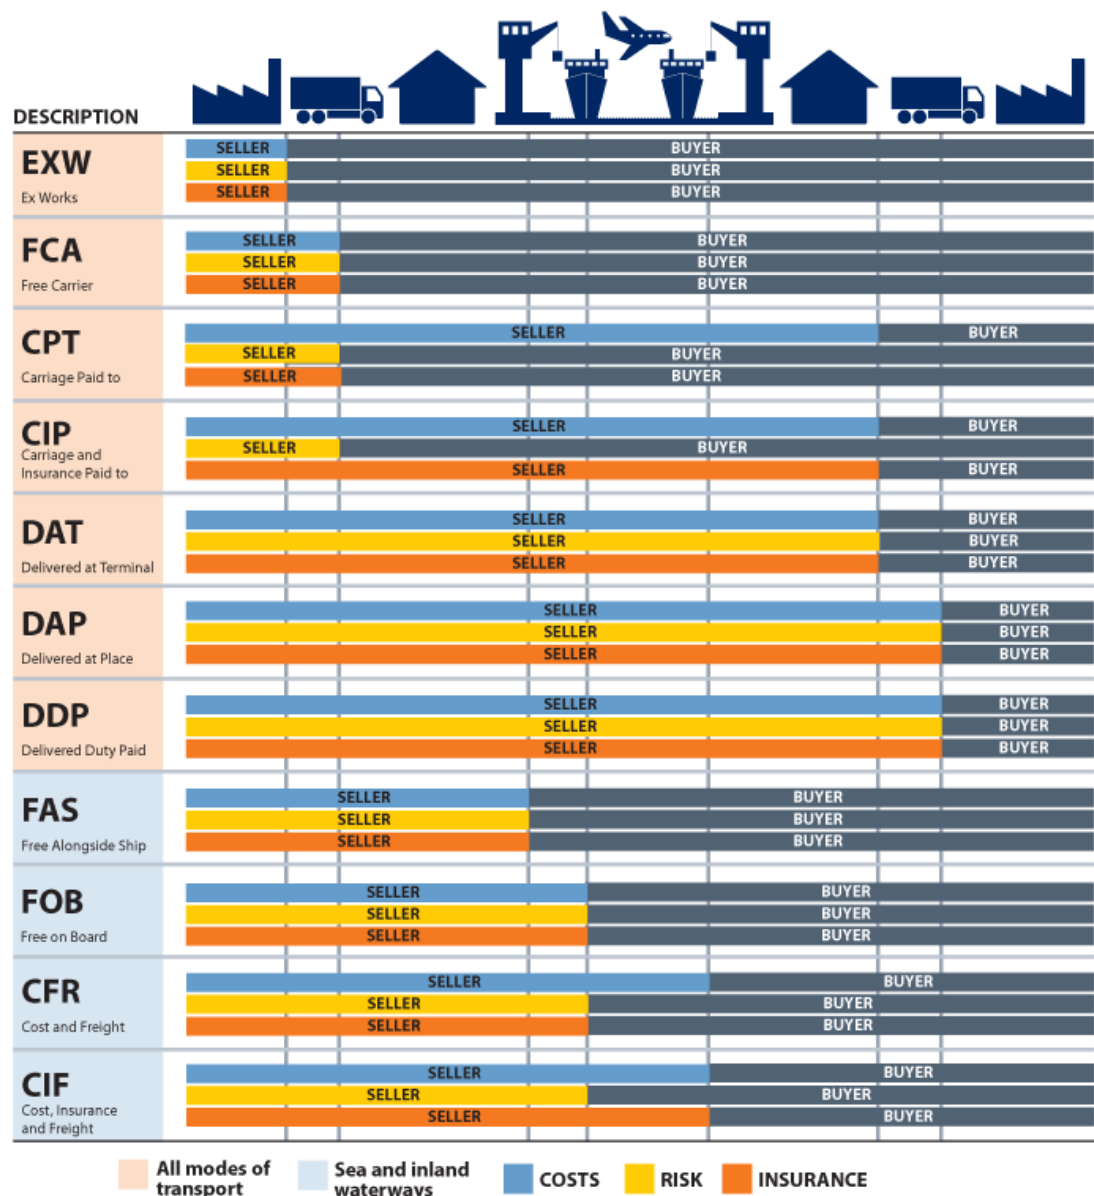 DESCRIPTION
EXW
Ex Works
SELLER BUYER
SELLER BUYER
SELLER BUYER
FCA
Free Carrier
SELLER BUYER
SELLER BUYER
SELLER BUYER
CPT
Carriage Paid to
SELLER BUYER
SELLER BUYER
SELLER BUYER
CIP
Carriage and
Insurance Paid to
SELLER BUYER
SELLER BUYER
SELLER BUYER
DAT
Delivered at Terminal
SELLER BUYER
SELLER BUYER
SELLER BUYER
DAP
Delivered at Place
SELLER BUYER
SELLER BUYER
SELLER BUYER
DDP
Delivered Duty Paid
SELLER BUYER
SELLER BUYER
SELLER BUYER
FAS
Free Alongside Ship
SELLER BUYER
SELLER BUYER
SELLER BUYER
FOB
Free on Board
SELLER BUYER
SELLER BUYER
SELLER BUYER
CFR
Cost and Freight
SELLER BUYER
SELLER BUYER
SELLER BUYER
CIF
Cost, Insurance
and Freight
SELLER BUYER
SELLER BUYER
SELLER BUYER
All modes of
transport
Sea and inland
waterways
COSTS
RISK
INSURANCE